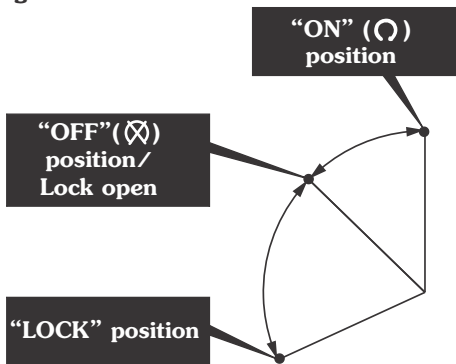 “ON” (Ω)
position
“OFF”(⨂)
position/
Lock open
“LOCK” position